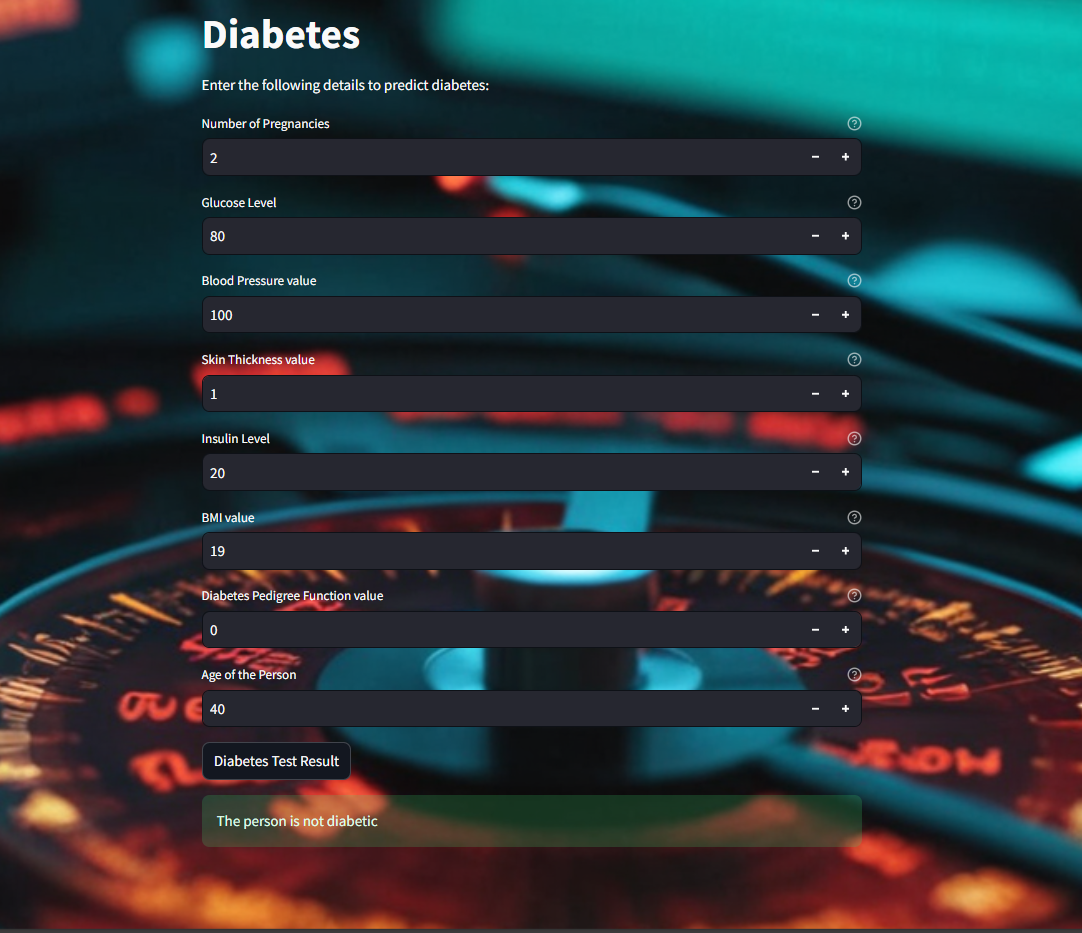 Diabetes
Enter the following details to predict diabetes:
Number of Pregnancies
2
Glucose Level
80
Blood Pressure value
100
Skin Thickness value
1
Insulin Level
20
BMI value
19
Diabetes Pedigree Function value
0
Age of the Person
40
Diabetes Test Result
The person is not diabetic